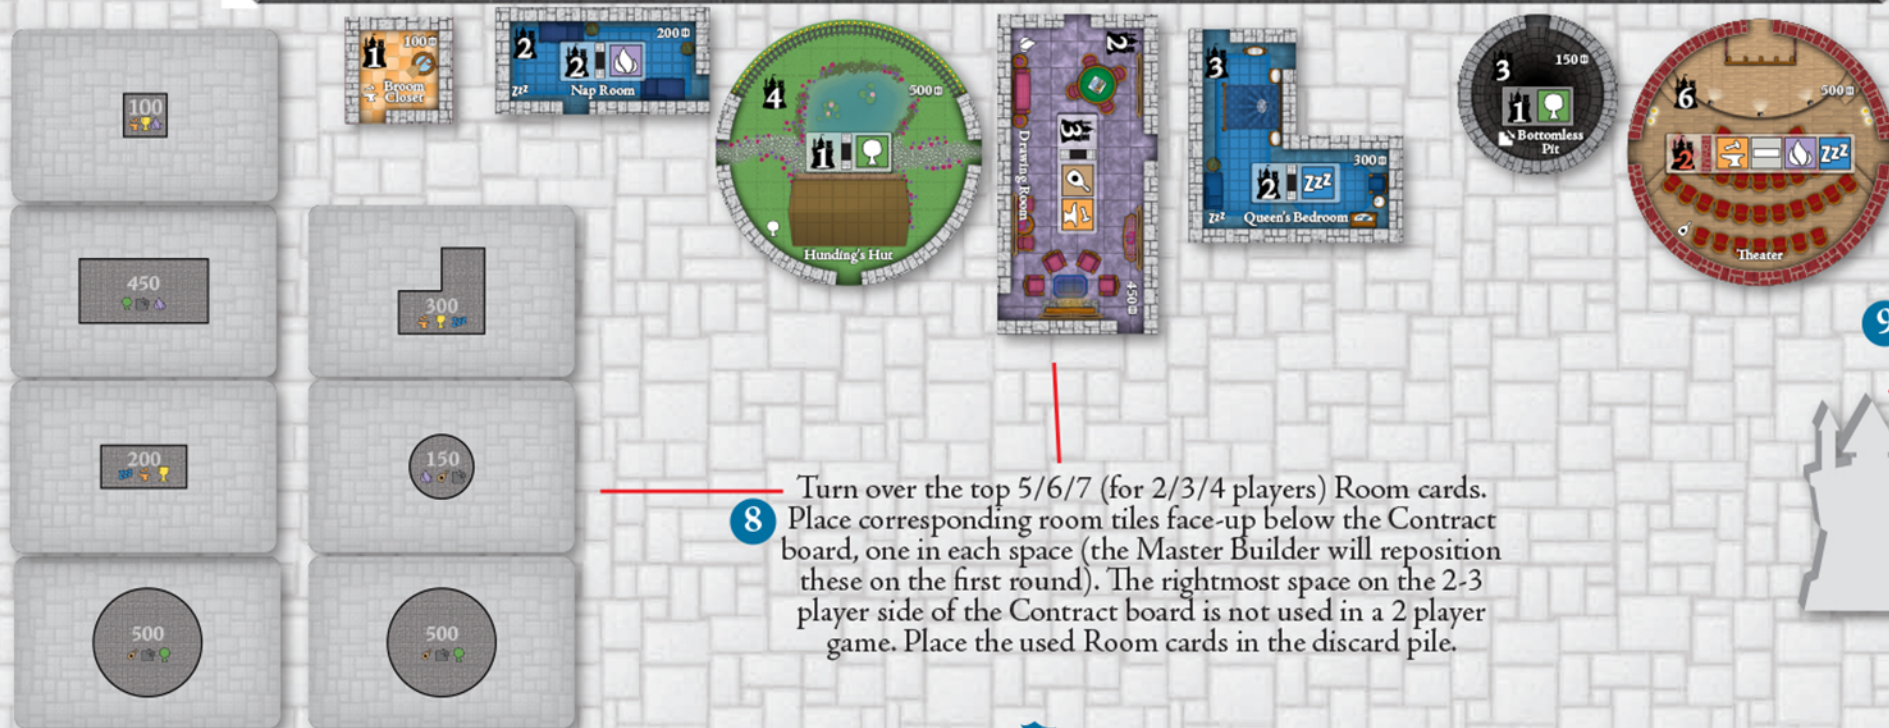 100
450
300
200
150
500
500
1
100
Broom
Closet
2
200
2
zzz
Nap Room
4
500
1
Hunding's Hut
2
3
Drawing Room
450
3
300
2
zzz
zzz
Queen's Bedroom
3
150
1
Bottomless
Pit
6
500
2
zzz
Theater
9
Turn over the top 5/6/7 (for 2/3/4 players) Room cards.
8 Place corresponding room tiles face-up below the Contract
board, one in each space (the Master Builder will reposition
these on the first round). The rightmost space on the 2-3
player side of the Contract board is not used in a 2 player
game. Place the used Room cards in the discard pile.